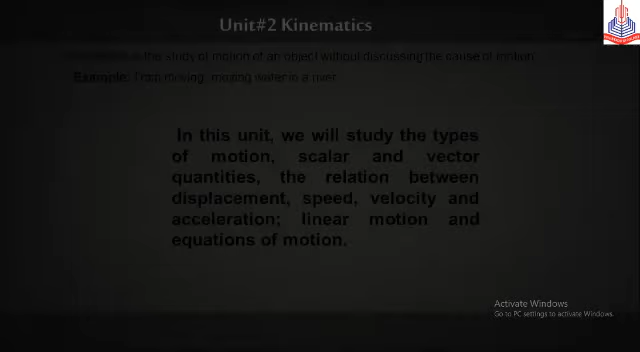 Unit#2 Kinematics
is the study of motion of an object without discussing the cause of motion
Example: Train moving, moving water in a river
In this unit, we will study the types
of motion, scalar and vector
quantities, the relation between
displacement, speed, velocity and
acceleration; linear motion and
equations of motion.
Activate Windows
Go to PC settings to activate Windows.